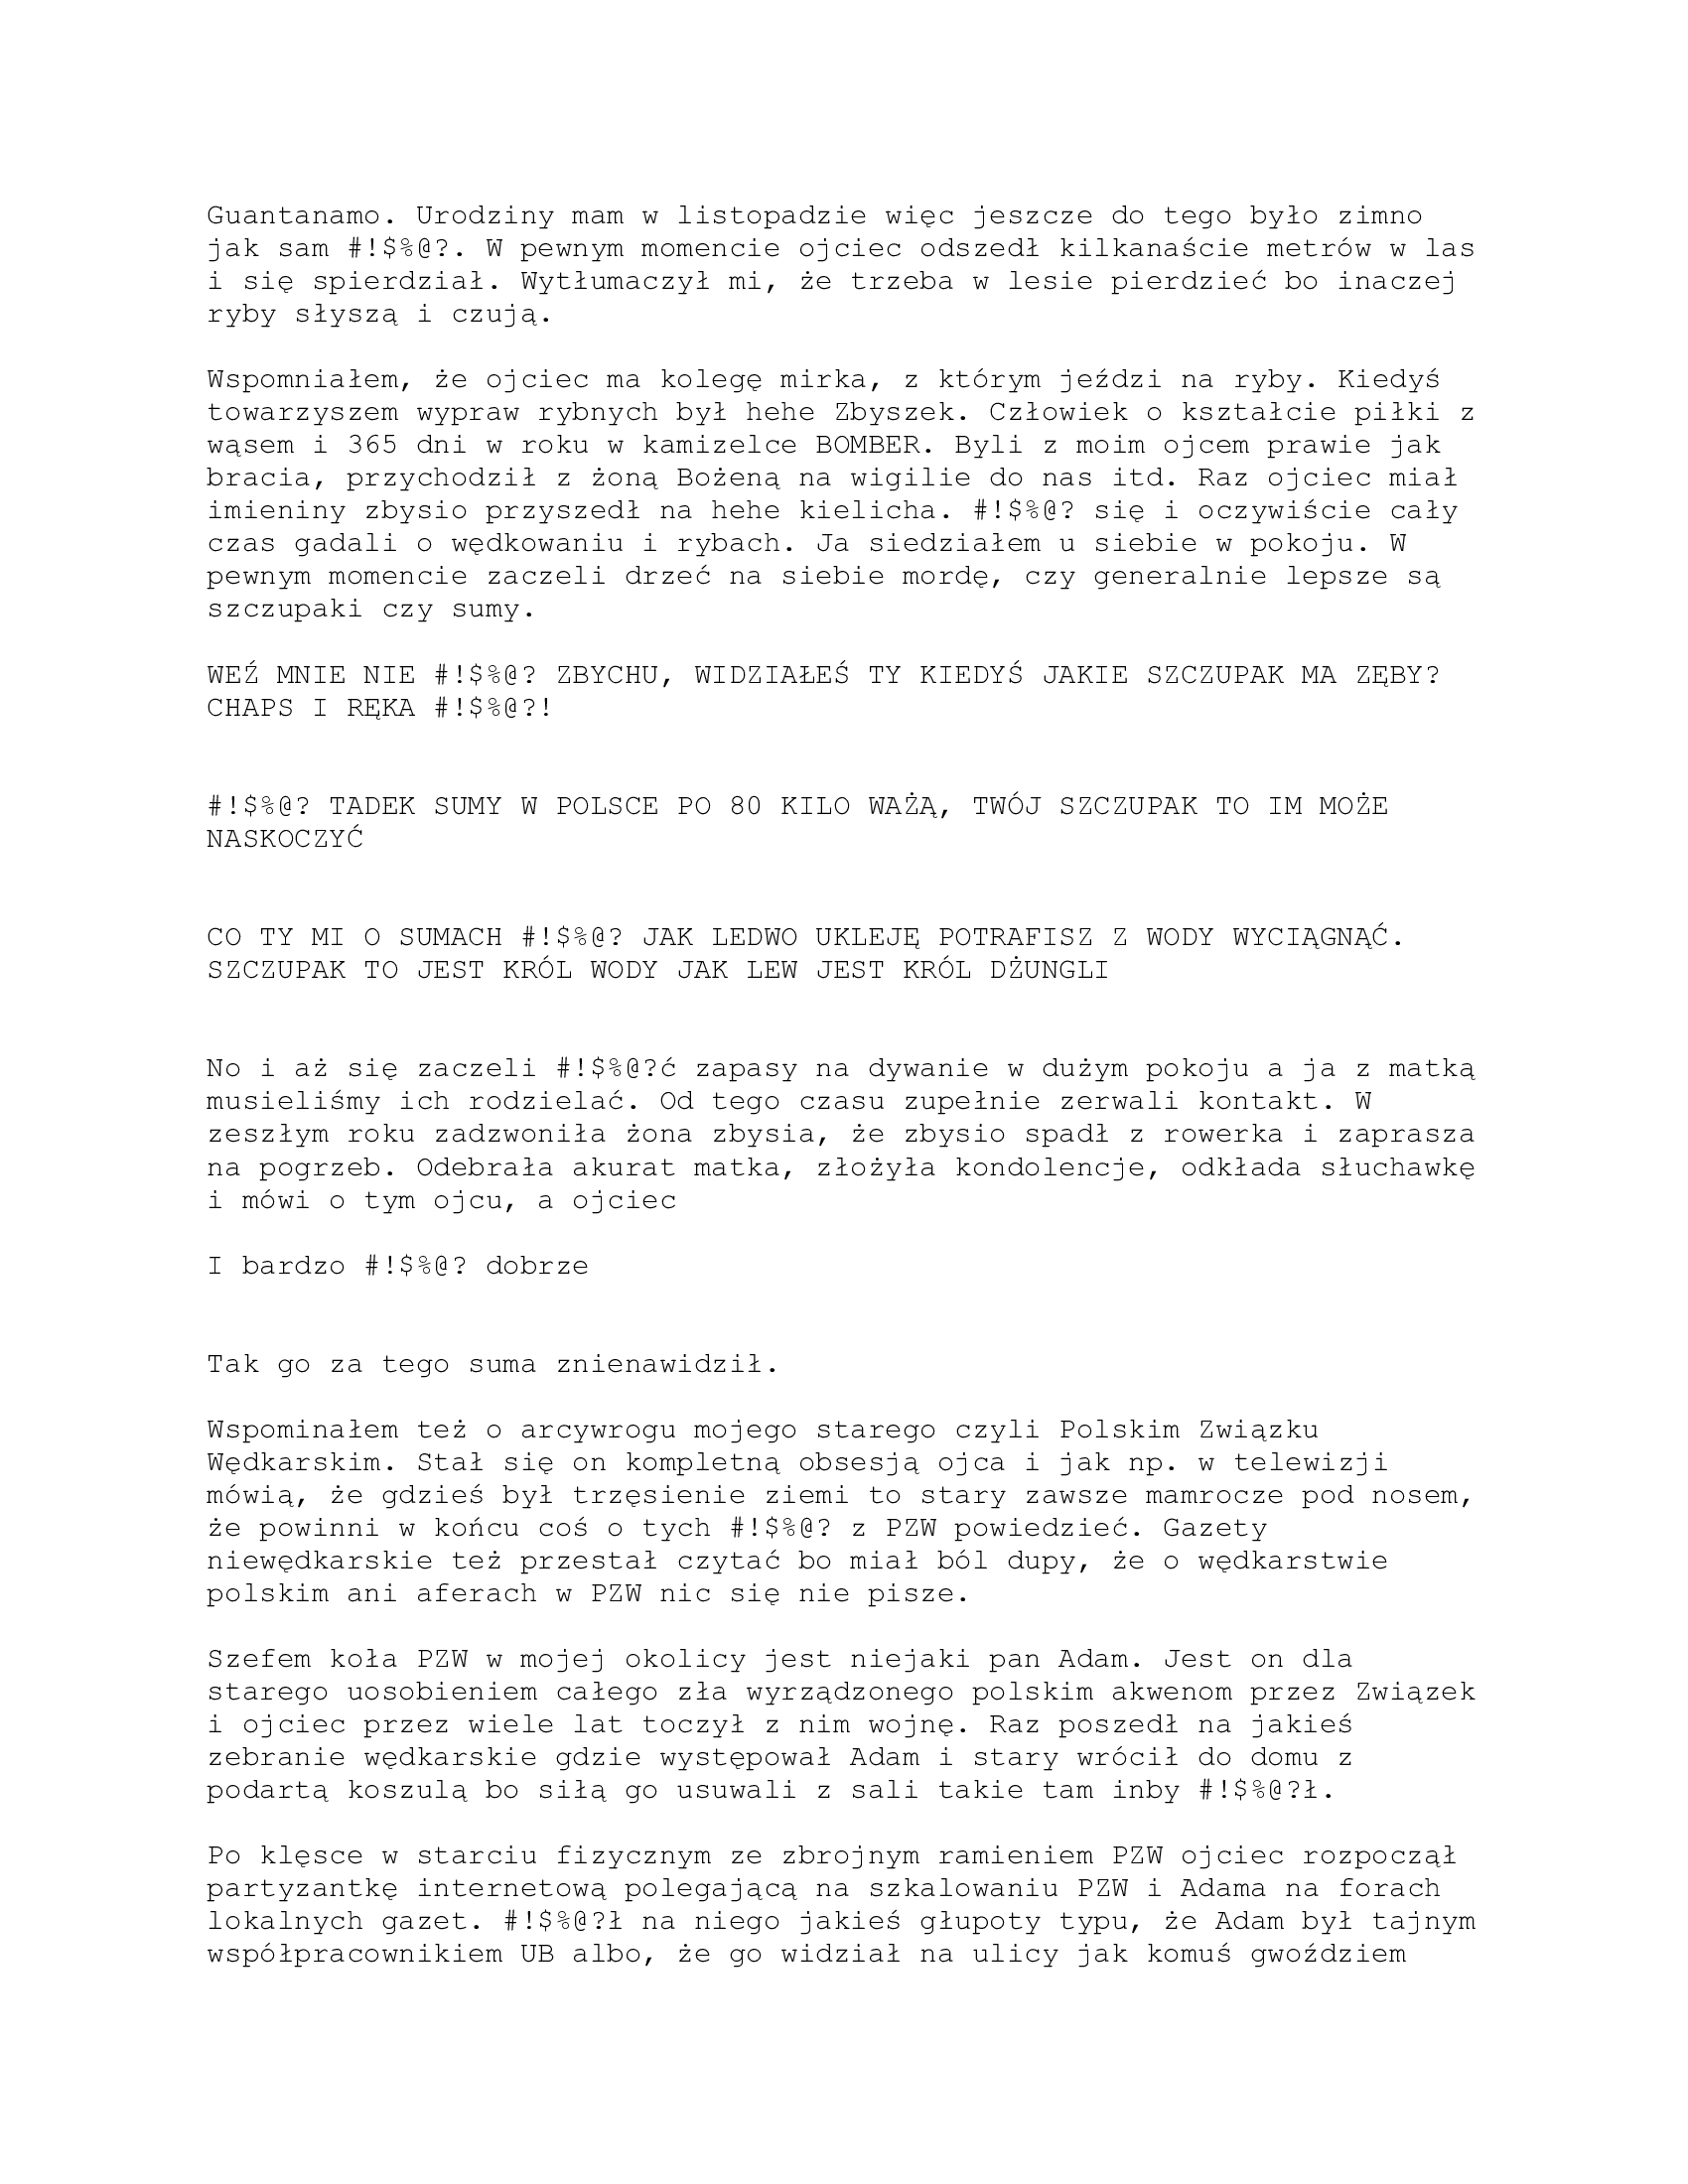 Guantanamo. Urodziny mam w listopadzie więc jeszcze do tego było zimno
jak sam #!$%@?. W pewnym momencie ojciec odszedł kilkanaście metrów w las
i się spierdział. Wytłumaczył mi, że trzeba w lesie pierdzieć bo inaczej
ryby słyszą i czują.
Wspomniałem, że ojciec ma kolegę mirka, z którym jeździ na ryby. Kiedyś
towarzyszem wypraw rybnych był hehe Zbyszek. Człowiek o kształcie piłki z
wąsem i 365 dni w roku w kamizelce BOMBER. Byli z moim ojcem prawie jak
bracia, przychodził z żoną Bożeną na wigilie do nas itd. Raz ojciec miał
imieniny zbysio przyszedł na hehe kielicha. #!$%@? się i oczywiście cały
czas gadali o wędkowaniu i rybach. Ja siedziałem u siebie w pokoju. W
pewnym momencie zaczeli drzeć na siebie mordę, czy generalnie lepsze są
szczupaki czy sumy.
WEŹ MNIE NIE #!$%@? ZBYCHU, WIDZIAŁEŚ TY KIEDYŚ JAKIE SZCZUPAK MA ZĘBY?
CHAPS I RĘKA #!$%@?!
#!$%@? TADEK SUMY W POLSCE PO 80 KILO WAŻĄ, TWÓJ SZCZUPAK TO IM MOŻE
NASKOCZYĆ
CO TY MI O SUMACH #!$%@? JAK LEDWO UKLEJĘ POTRAFISZ Z WODY WYCIĄGNĄĆ.
SZCZUPAK TO JEST KRÓL WODY JAK LEW JEST KRÓL DŻUNGLI
No i aż się zaczeli #!$%@?ć zapasy na dywanie w dużym pokoju a ja z matką
musieliśmy ich rodzielać. Od tego czasu zupełnie zerwali kontakt. W
zeszłym roku zadzwoniła żona zbysia, że zbysio spadł z rowerka i zaprasza
na pogrzeb. Odebrała akurat matka, złożyła kondolencje, odkłada słuchawkę
i mówi o tym ojcu, a ojciec
I bardzo #!$%@? dobrze
Tak go za tego suma znienawidził.
Wspominałem też o arcywrogu mojego starego czyli Polskim Związku
Wędkarskim. Stał się on kompletną obsesją ojca i jak np. w telewizji
mówią, że gdzieś był trzęsienie ziemi to stary zawsze mamrocze pod nosem,
że powinni w końcu coś o tych #!$%@? z PZW powiedzieć. Gazety
niewędkarskie też przestał czytać bo miał ból dupy, że o wędkarstwie
polskim ani aferach w PZW nic się nie pisze.
Szefem koła PZW w mojej okolicy jest niejaki pan Adam. Jest on dla
starego uosobieniem całego zła wyrządzonego polskim akwenom przez Związek
i ojciec przez wiele lat toczył z nim wojnę. Raz poszedł na jakieś
zebranie wędkarskie gdzie występował Adam i stary wrócił do domu z
podartą koszulą bo siłą go usuwali z sali takie tam inby #!$%@?ł.
Po klęsce w starciu fizycznym ze zbrojnym ramieniem PZW ojciec rozpoczął
partyzantkę internetową polegającą na szkalowaniu PZW i Adama na forach
lokalnych gazet. #!$%@?ł na niego jakieś głupoty typu, że Adam był tajnym
współpracownikiem UB albo, że go widział na ulicy jak komuś gwoździem